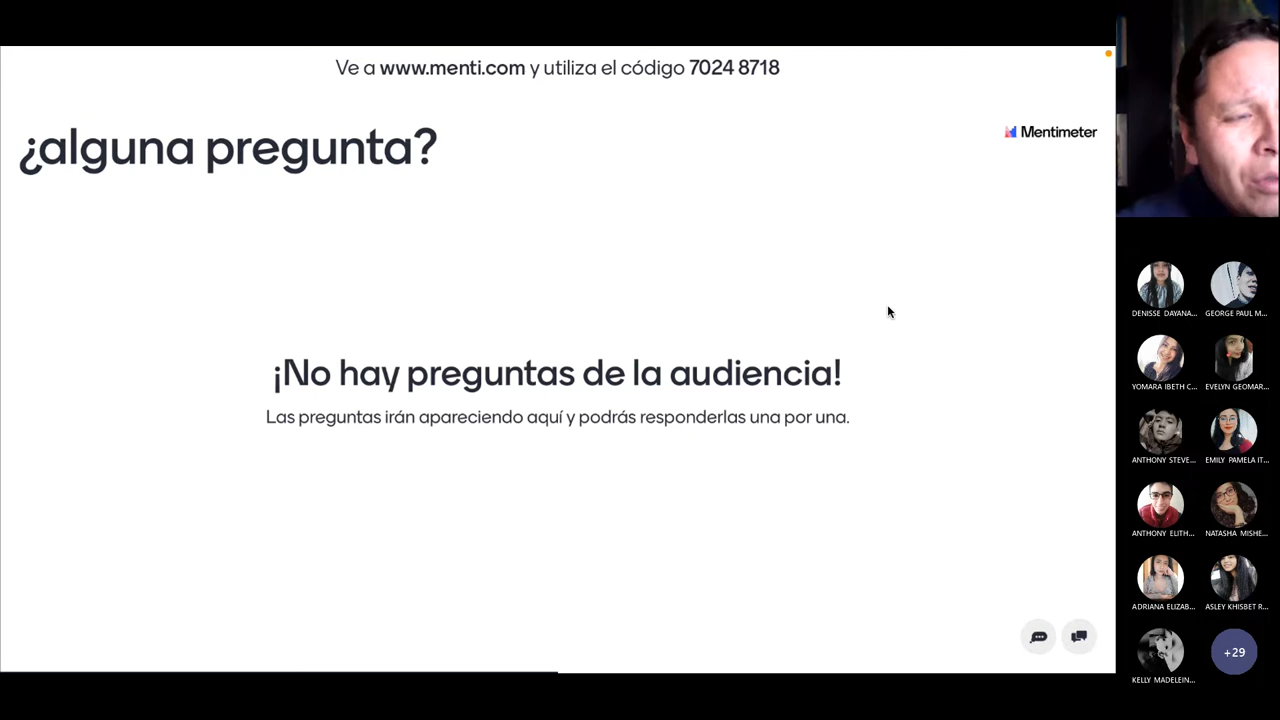 Ve a www.menti.com y utiliza el código 7024 8718
¿alguna pregunta?
Mentimeter
¡No hay preguntas de la audiencia!
Las preguntas irán apareciendo aquí y podrás responderlas una por una.
DENISSE DAYANA...
GEORGE PAUL M...
YOMARA IBETH C...
EVELYN GEOMAR...
ANTHONY STEVE...
EMILY PAMELA IT...
ANTHONY ELITH...
NATASHA MISHE...
ADRIANA ELIZAB...
ASLEY KHISBET R...
KELLY MADELEIN...
+29